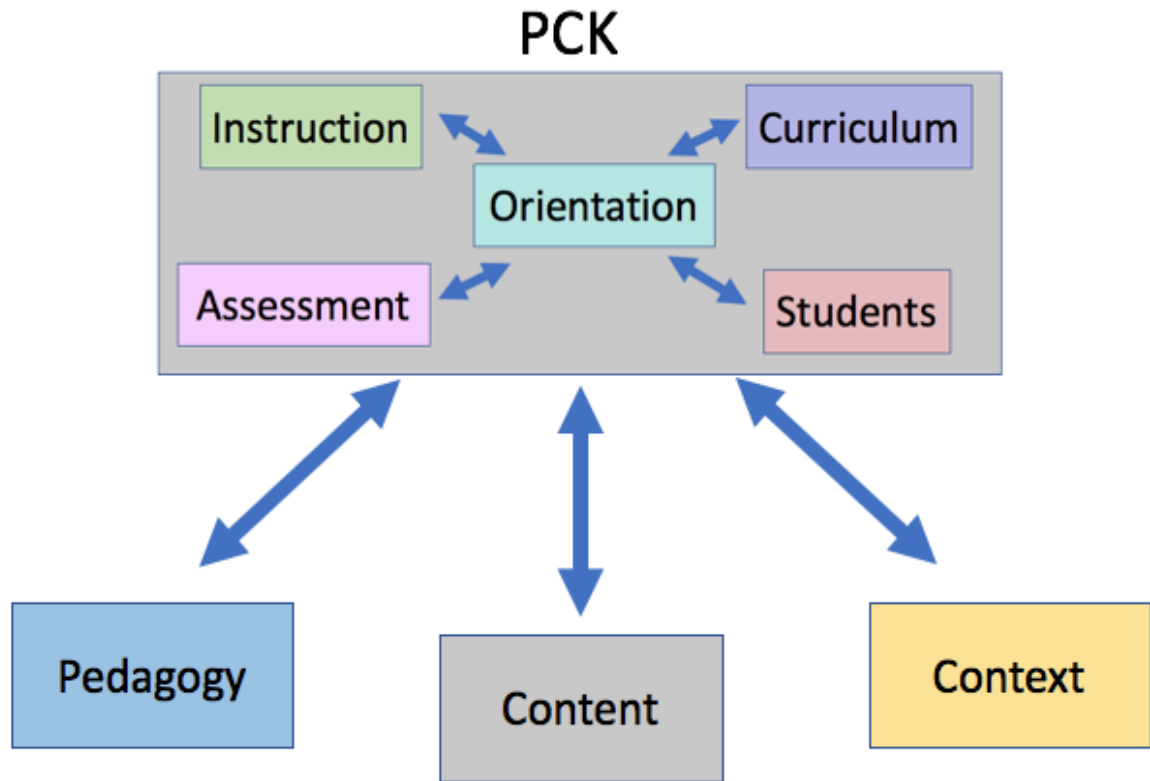 PCK
Instruction
Curriculum
Orientation
Assessment
Students
Pedagogy
Content
Context